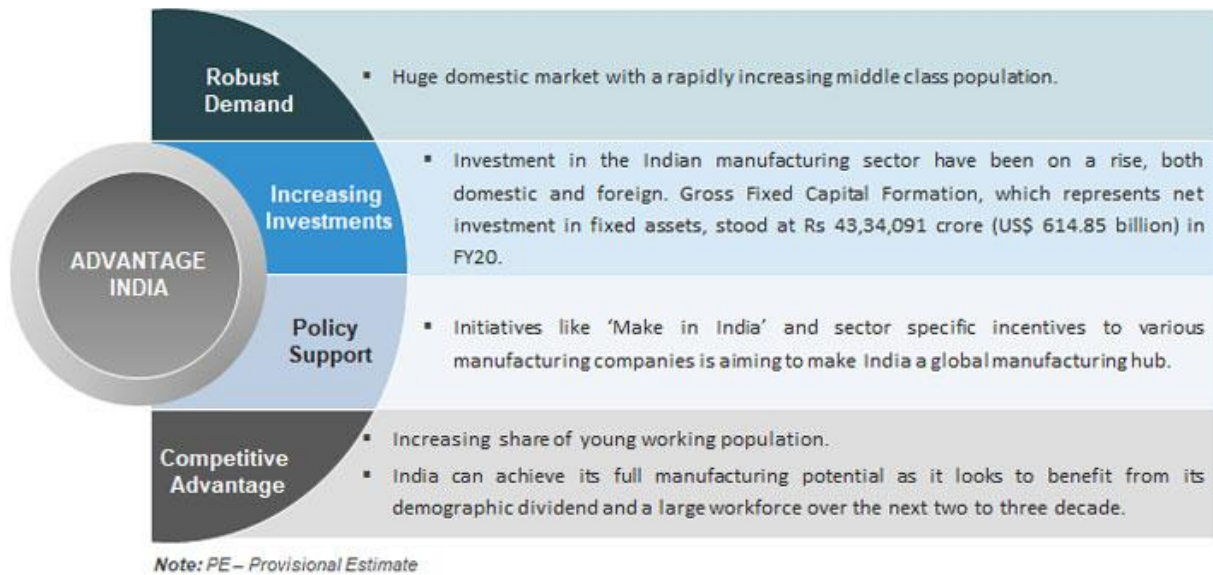 Robust
Demand
▪ Huge domestic market with a rapidly increasing middle class population.
ADVANTAGE
INDIA
Increasing
Investments
▪ Investment in the Indian manufacturing sector have been on a rise, both
domestic and foreign. Gross Fixed Capital Formation, which represents net
investment in fixed assets, stood at Rs 43,34,091 crore (US$ 614.85 billion) in
FY20.
Policy
Support
▪ Initiatives like ‘Make in India’ and sector specific incentives to various
manufacturing companies is aiming to make India a global manufacturing hub.
Competitive
Advantage
▪ Increasing share of young working population.
▪ India can achieve its full manufacturing potential as it looks to benefit from its
demographic dividend and a large workforce over the next two to three decade.
Note: PE – Provisional Estimate